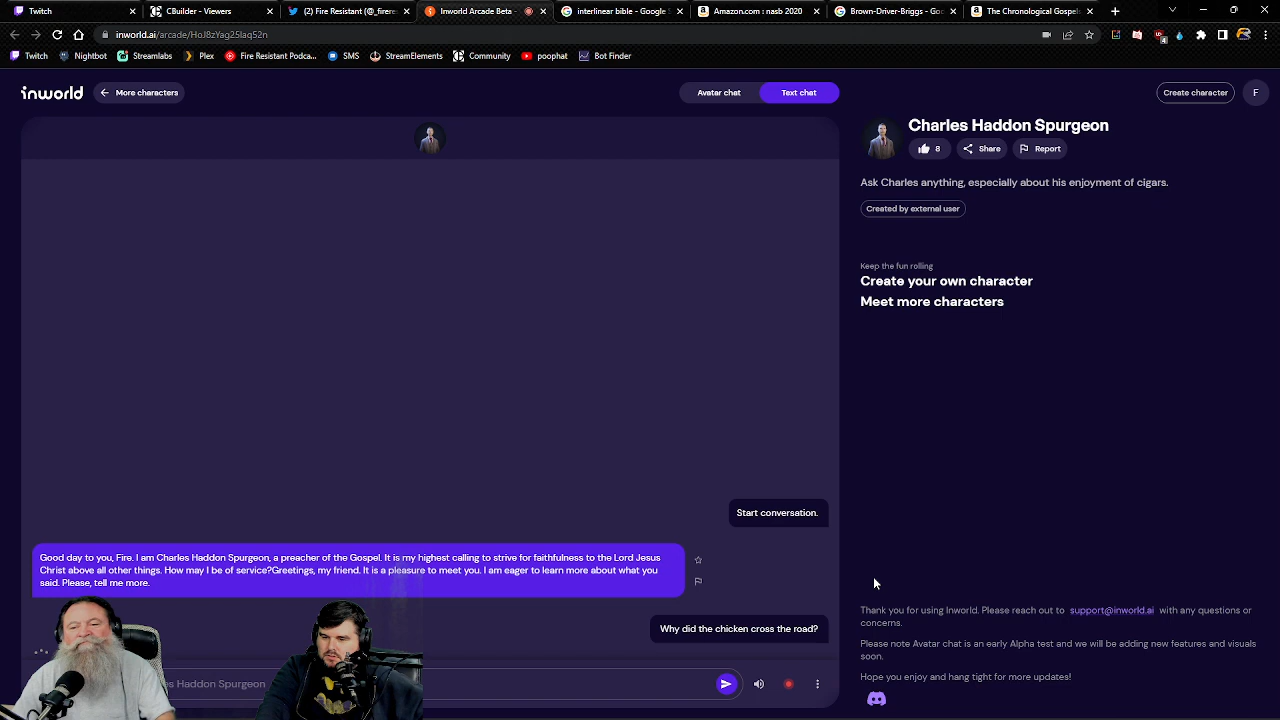 Twitch
CBuilder - Viewers
(2) Fire Resistant (@_firere
Inworld Arcade Beta -
interlinear bible - Google S
Amazon.com : nasb 2020
Brown-Driver-Briggs - Goo
The Chronological Gospels
inworld.ai/arcade/HoJ8zYag25laq52n
Twitch
Nightbot
Streamlabs
Plex
Fire Resistant Podca...
SMS
StreamElements
Community
poophat
Bot Finder
inworld
More characters
Avatar chat
Text chat
Create character
F
Charles Haddon Spurgeon
8
Share
Report
Ask Charles anything, especially about his enjoyment of cigars.
Created by external user
Keep the fun rolling
Create your own character
Meet more characters
Start conversation.
Good day to you, Fire. I am Charles Haddon Spurgeon, a preacher of the Gospel. It is my highest calling to strive for faithfulness to the Lord Jesus
Christ above all other things. How may I be of service?Greetings, my friend. It is a pleasure to meet you. I am eager to learn more about what you
said. Please, tell me more.
Why did the chicken cross the road?
les Haddon Spurgeon
Thank you for using Inworld. Please reach out to support@inworld.ai with any questions or
concerns.
Please note Avatar chat is an early Alpha test and we will be adding new features and visuals
soon.
Hope you enjoy and hang tight for more updates!